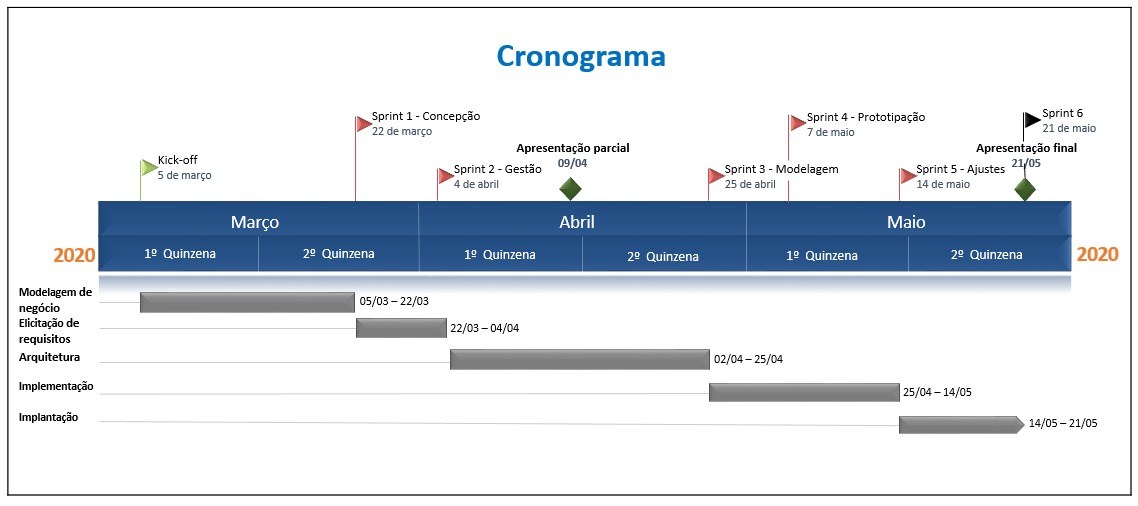 Cronograma
Kick-off
5 de março
Sprint 1 - Concepção
22 de março
Sprint 2 - Gestão
4 de abril
Apresentação parcial
09/04
Sprint 3 - Modelagem
25 de abril
Sprint 4 - Prototipação
7 de maio
Sprint 5 - Ajustes
14 de maio
Sprint 6
21 de maio
Apresentação final
21/05
2020
Março
Abril
Maio
1º Quinzena
2º Quinzena
1º Quinzena
2º Quinzena
1º Quinzena
2º Quinzena
2020
Modelagem de
negócio
05/03 – 22/03
Elicitação de
requisitos
22/03 – 04/04
Arquitetura
02/04 – 25/04
Implementação
25/04 – 14/05
Implantação
14/05 – 21/05